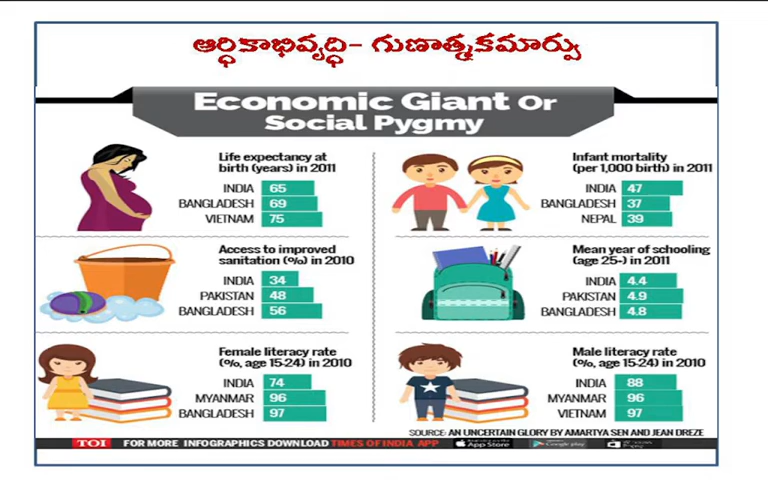 ఆర్ధికాభివృద్ధి- గుణాత్మకమార్పు
Economic Giant Or
Social Pygmy
Life expectancy at
birth (years) in 2011
INDIA 65
BANGLADESH 69
VIETNAM 75
Infant mortality
(per 1,000 birth) in 2011
INDIA 47
BANGLADESH 37
NEPAL 39
Access to improved
sanitation (%) in 2010
INDIA 34
PAKISTAN 48
BANGLADESH 56
Mean year of schooling
(age 25-) in 2011
INDIA 4.4
PAKISTAN 4.9
BANGLADESH 4.8
Female literacy rate
(%, age 15-24) in 2010
INDIA 74
MYANMAR 96
BANGLADESH 97
Male literacy rate
(%, age 15-24) in 2010
INDIA 88
MYANMAR 96
VIETNAM 97
SOURCE: AN UNCERTAIN GLORY BY AMARTYA SEN AND JEAN DREZE
TOI FOR MORE INFOGRAPHICS DOWNLOAD TIMES OF INDIA APP App Store Google play